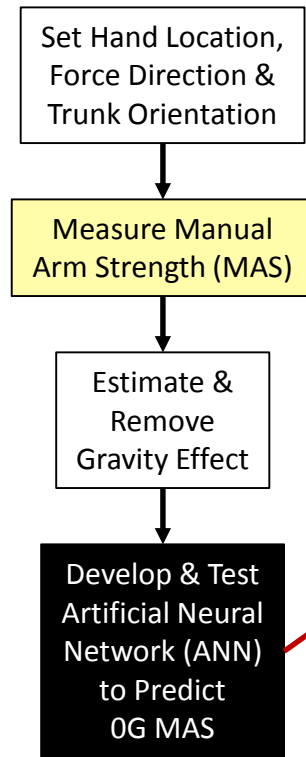 Set Hand Location,
Force Direction &
Trunk Orientation
Measure Manual
Arm Strength (MAS)
Estimate &
Remove
Gravity Effect
Develop & Test
Artificial Neural
Network (ANN)
to Predict
0G MAS